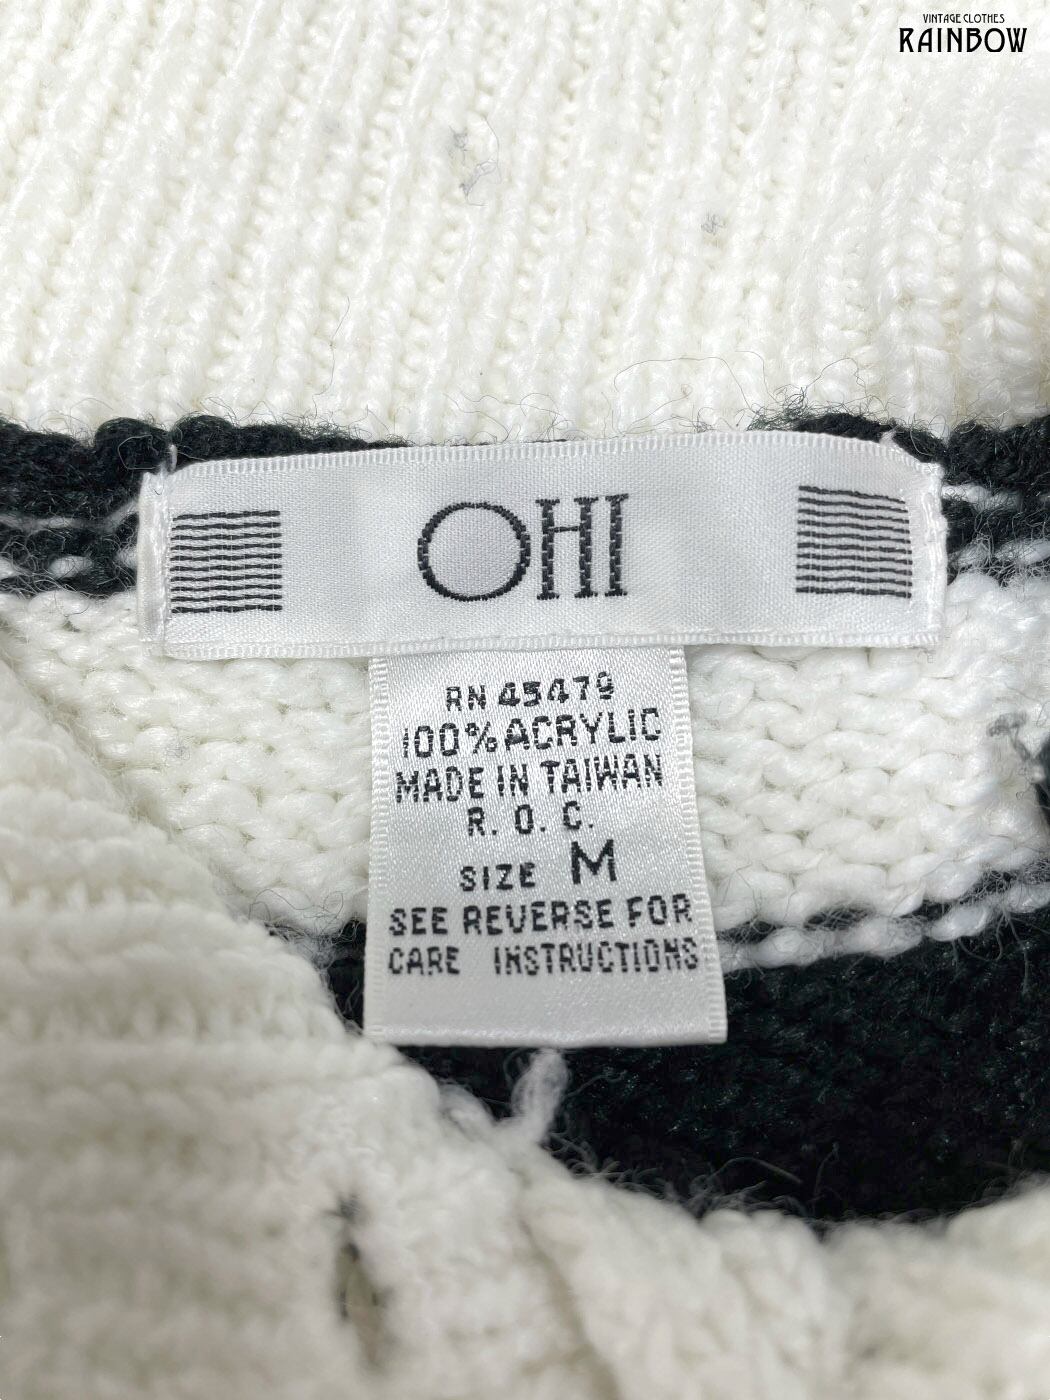 VINTAGE CLOTHES
RAINBOW
OHI
RN 45479
100% ACRYLIC
MADE IN TAIWAN
R. O. C.
SIZE M
SEE REVERSE FOR
CARE INSTRUCTIONS